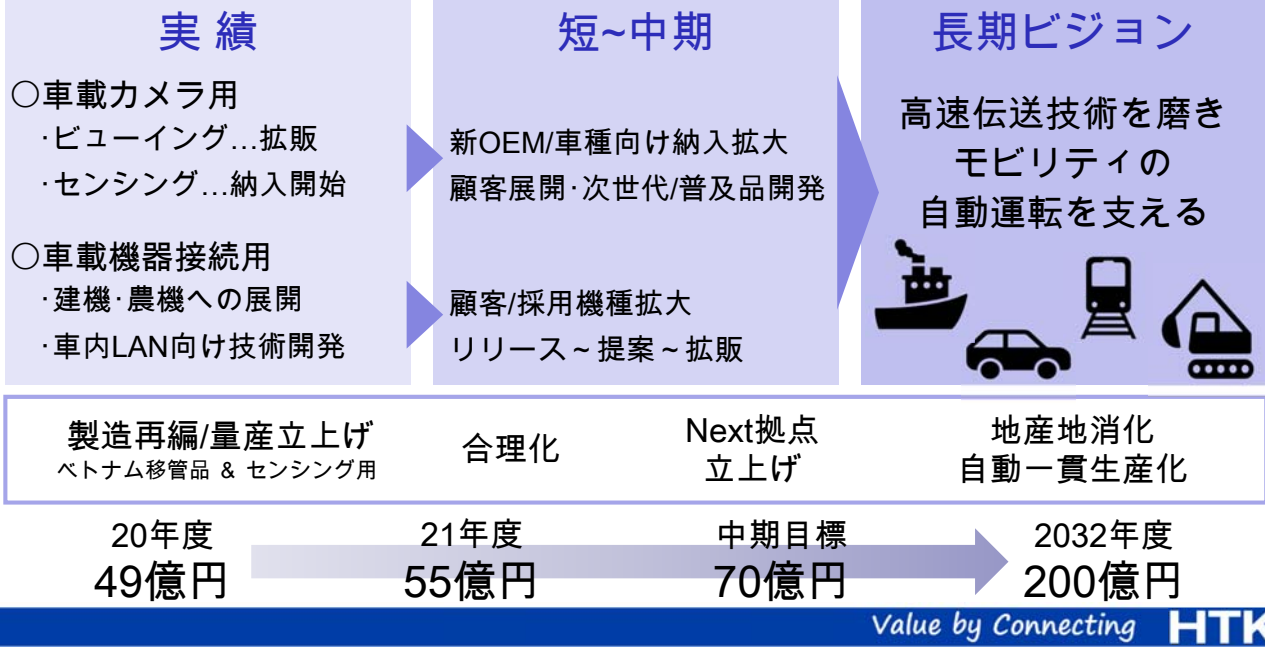 実 績
○車載カメラ用
･ビューイング…拡販
･センシング…納入開始
○車載機器接続用
･建機･農機への展開
･車内LAN向け技術開発
短~中期
新OEM/車種向け納入拡大
顧客展開･次世代/普及品開発
顧客/採用機種拡大
リリース～提案～拡販
長期ビジョン
高速伝送技術を磨き
モビリティの
自動運転を支える
製造再編/量産立上げ
ベトナム移管品 & センシング用
合理化
Next拠点
立上げ
地産地消化
自動一貫生産化
20年度
49億円
21年度
55億円
中期目標
70億円
2032年度
200億円
Value by Connecting
HTK